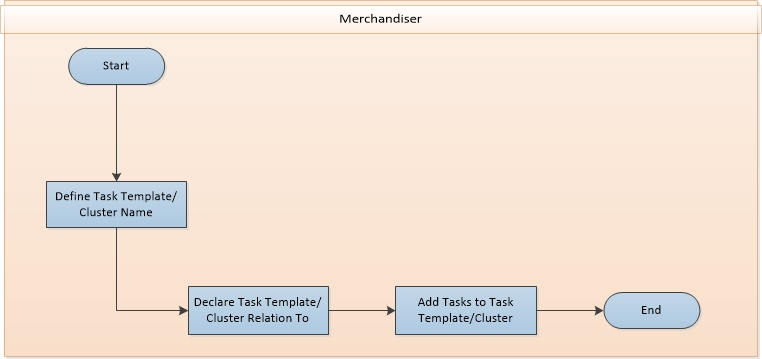 Merchandiser
Start
Define Task Template/
Cluster Name
Declare Task Template/
Cluster Relation To
Add Tasks to Task
Template/Cluster
End